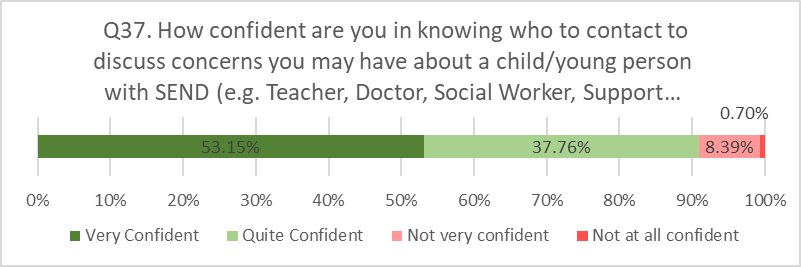 Q37. How confident are you in knowing who to contact to
discuss concerns you may have about a child/young person
with SEND (e.g. Teacher, Doctor, Social Worker, Support...
0.70%
53.15% 37.76% 8.39%
0% 10% 20% 30% 40% 50% 60% 70% 80% 90% 100%
Very Confident Quite Confident Not very confident Not at all confident